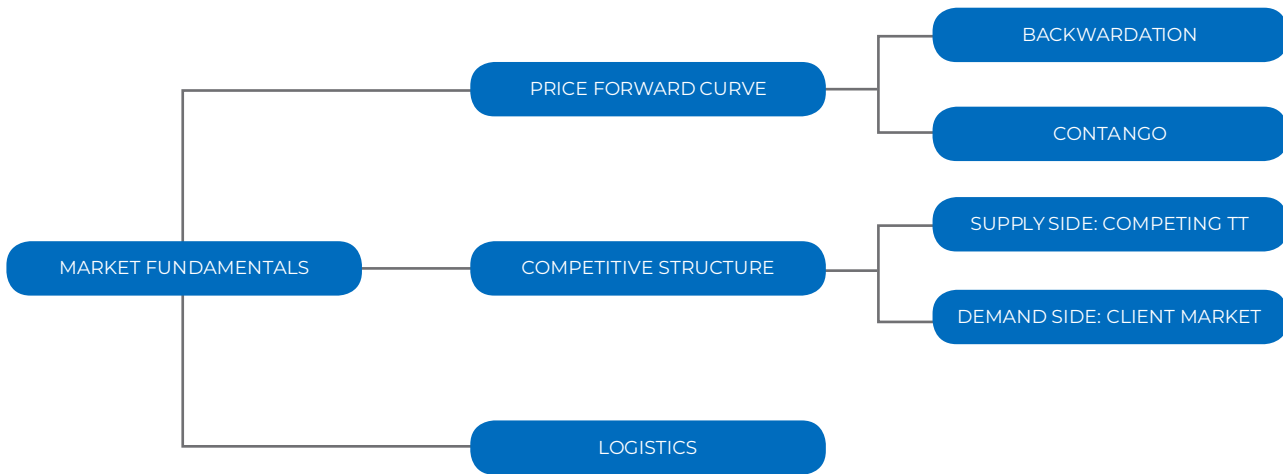 BACKWARDATION
PRICE FORWARD CURVE
CONTANGO
SUPPLY SIDE: COMPETING TT
MARKET FUNDAMENTALS
COMPETITIVE STRUCTURE
DEMAND SIDE: CLIENT MARKET
LOGISTICS